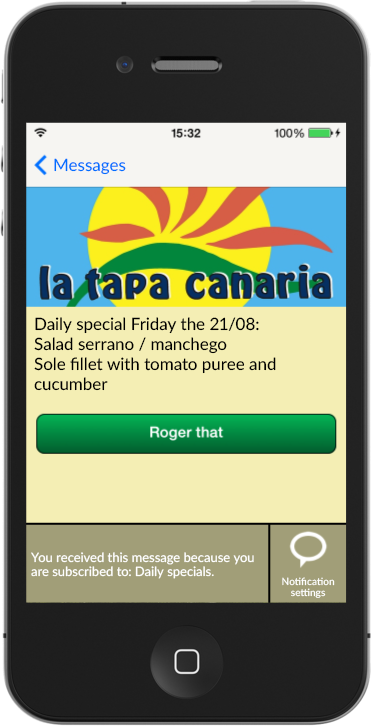 15:32
100%
Messages
la tapa canaria
Daily special Friday the 21/08:
Salad serrano / manchego
Sole fillet with tomato puree and
cucumber
Roger that
You received this message because you
are subscribed to: Daily specials.
Notification
settings